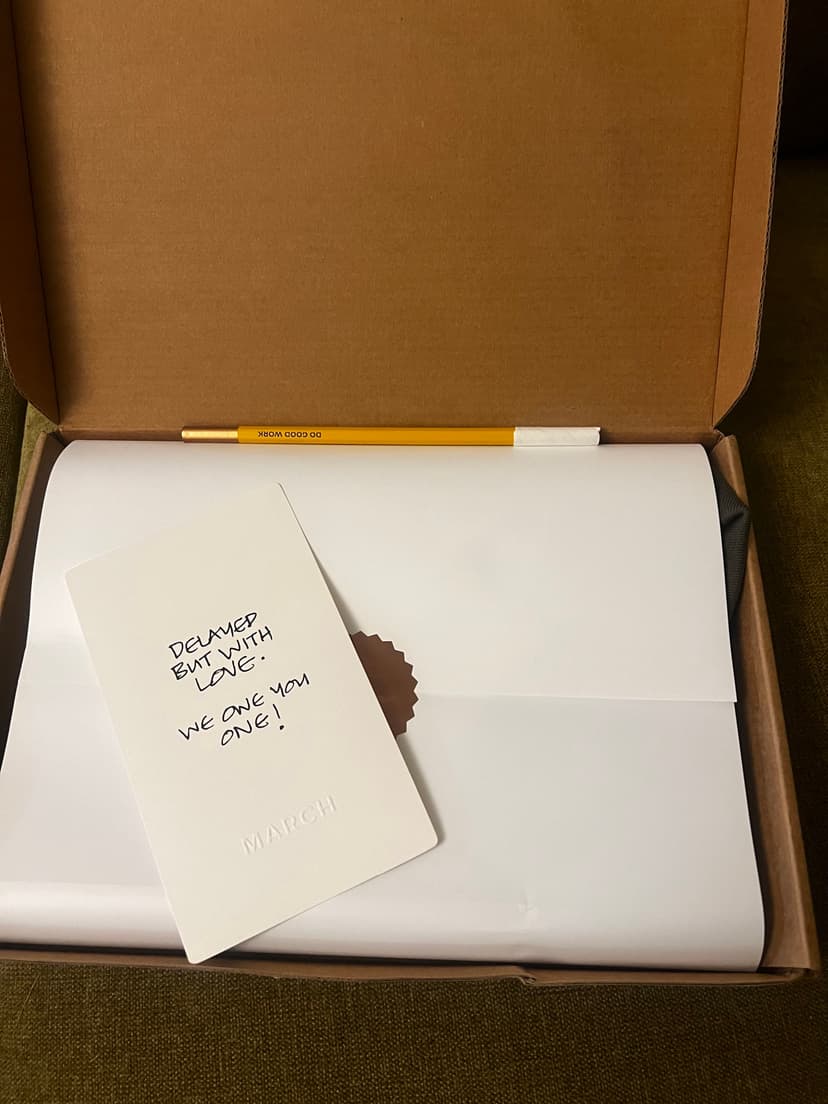 DO GOOD WORK
DELAYED
BUT WITH
LOVE.
WE OWE YOU
ONE!
MARCH